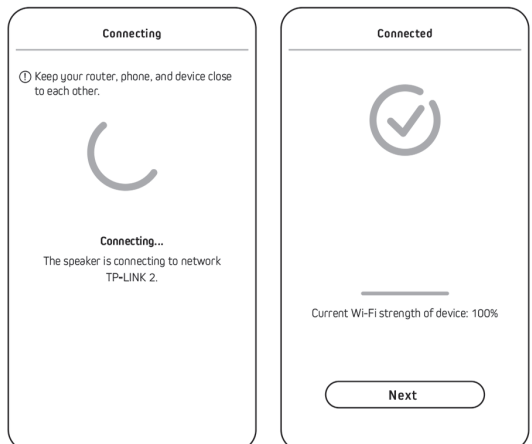 Connecting
! Keep your router, phone, and device close
to each other.
Connecting...
The speaker is connecting to network
TP-LINK 2.
Connected
Current Wi-Fi strength of device: 100%
Next